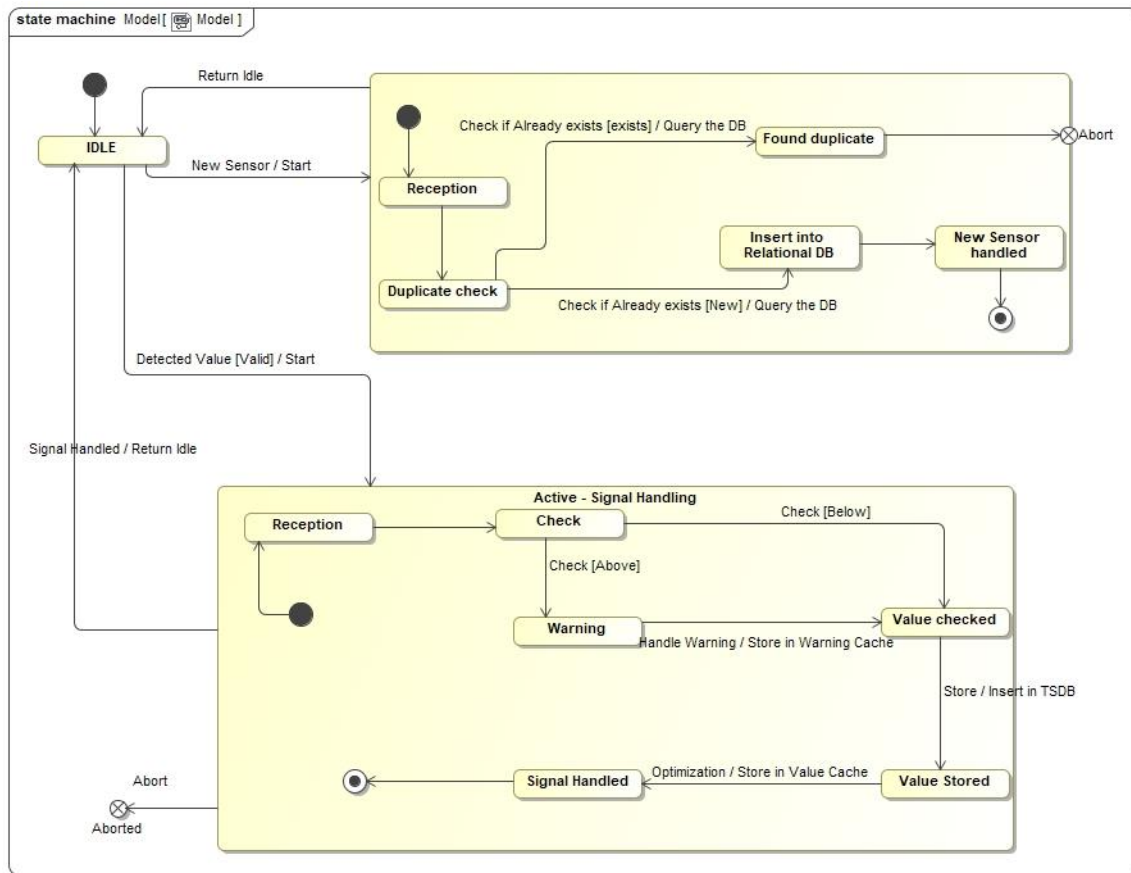 state machine Model[ Model ]
Return Idle
IDLE
New Sensor / Start
Check if Already exists [exists] / Query the DB
Found duplicate
Abort
Reception
Insert into
Relational DB
New Sensor
handled
Duplicate check
Check if Already exists [New] / Query the DB
Detected Value [Valid] / Start
Signal Handled / Return Idle
Active - Signal Handling
Reception
Check
Check [Below]
Check [Above]
Warning
Value checked
Handle Warning / Store in Warning Cache
Store / Insert in TSDB
Abort
Aborted
Signal Handled
Optimization / Store in Value Cache
Value Stored